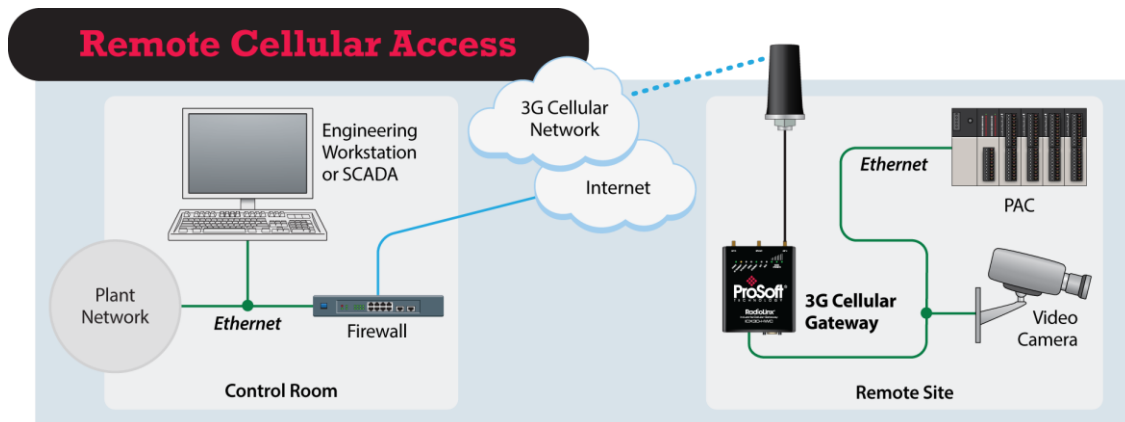 Remote Cellular Access
3G Cellular
Network
Internet
Engineering
Workstation
or SCADA
Plant
Network
Ethernet
Firewall
Control Room
Ethernet
PAC
ProSoft®
TECHNOLOGY
RadioLinx
3G Cellular
Gateway
Video
Camera
Remote Site